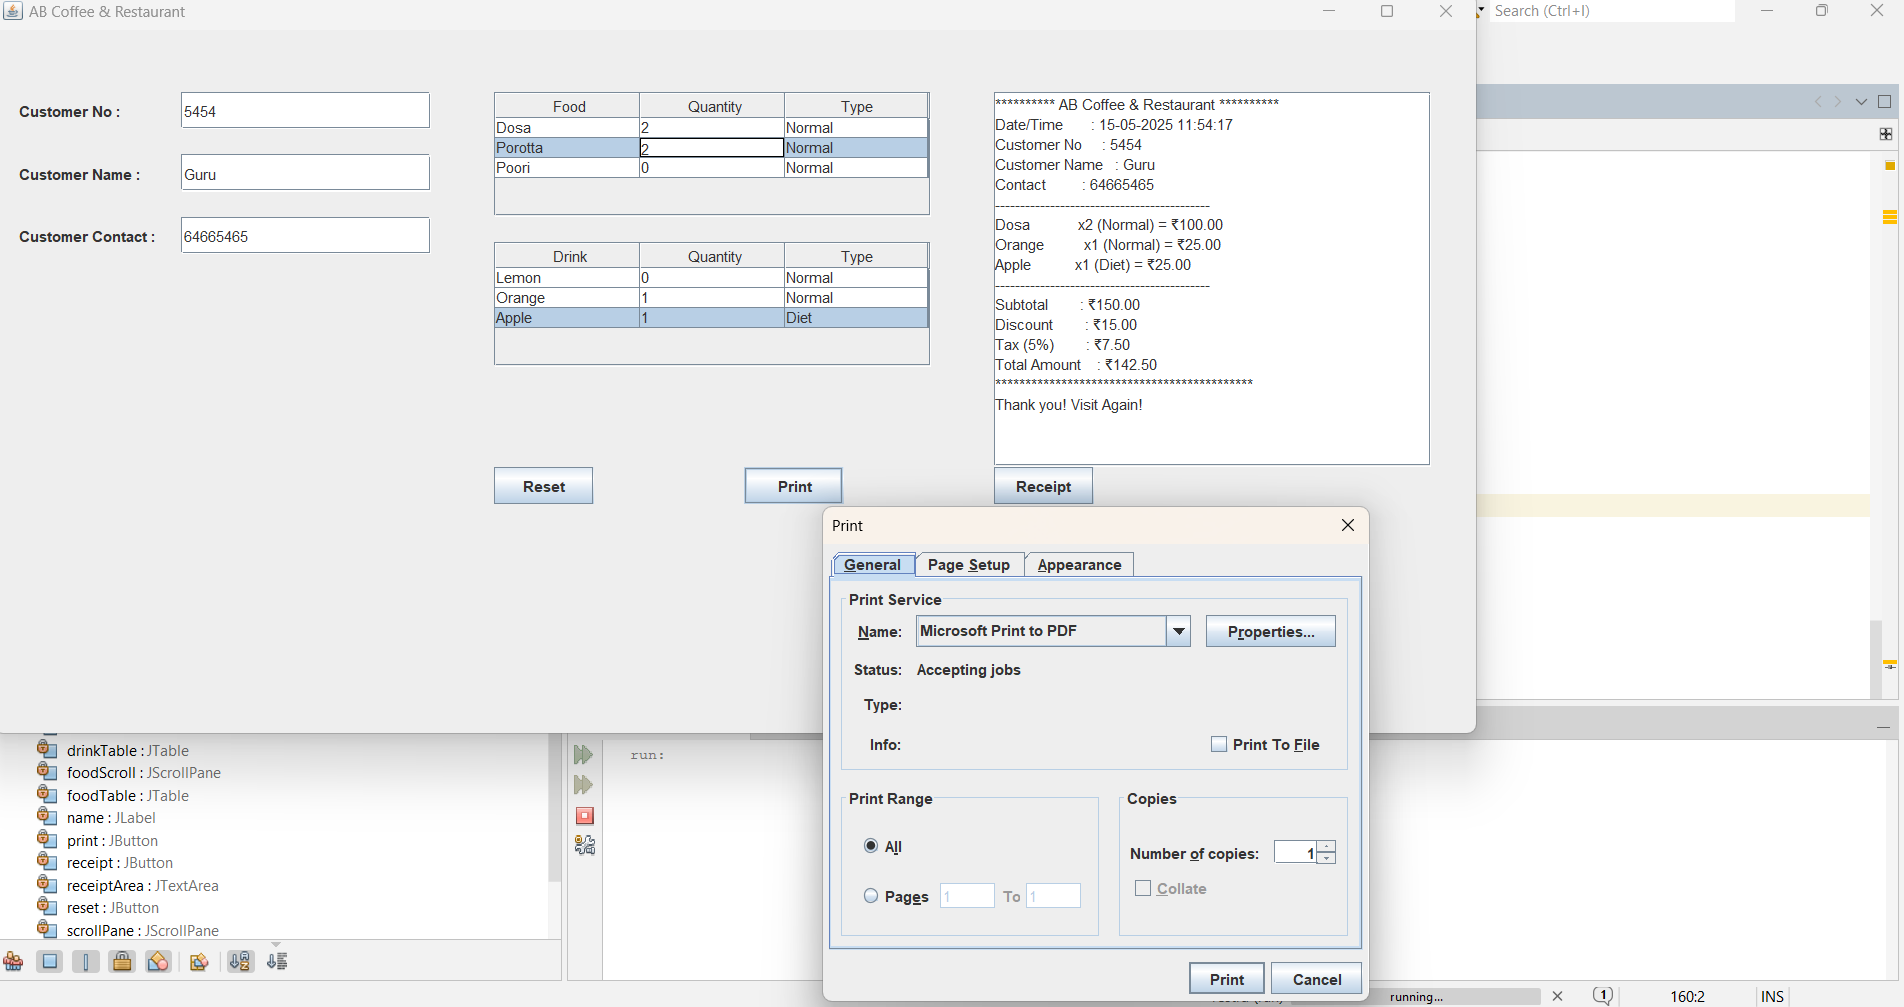 AB Coffee & Restaurant
Search (Ctrl+I)
Customer No :
5454
Customer Name :
Guru
Customer Contact :
64665465
Food Quantity Type
Dosa 2 Normal
Porotta 2 Normal
Poori 0 Normal
Drink Quantity Type
Lemon 0 Normal
Orange 1 Normal
Apple 1 Diet
********** AB Coffee & Restaurant **********
Date/Time : 15-05-2025 11:54:17
Customer No : 5454
Customer Name : Guru
Contact : 64665465
-------------------------------------------
Dosa x2 (Normal) = ₹100.00
Orange x1 (Normal) = ₹25.00
Apple x1 (Diet) = ₹25.00
-------------------------------------------
Subtotal : ₹150.00
Discount : ₹15.00
Tax (5%) : ₹7.50
Total Amount : ₹142.50
*******************************************
Thank you! Visit Again!
Reset
Print
Receipt
Print
General
Page Setup
Appearance
Print Service
Name: Microsoft Print to PDF
Properties...
Status: Accepting jobs
Type:
Info:
Print To File
Print Range
All
Pages 1 To 1
Copies
Number of copies: 1
Collate
Print
Cancel
drinkTable : JTable
foodScroll : JScrollPane
foodTable : JTable
name : JLabel
print : JButton
receipt : JButton
receiptArea : JTextArea
reset : JButton
scrollPane : JScrollPane
run:
running...
1
160:2
INS